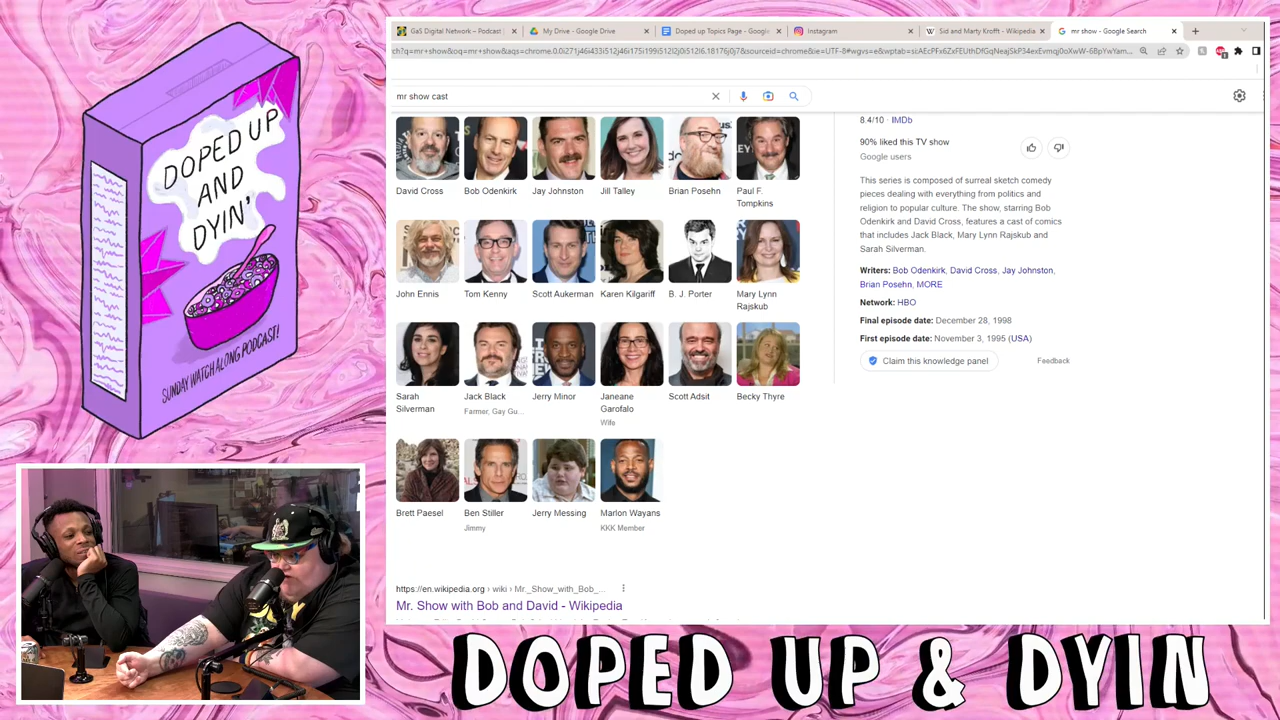 DOPED UP
AND
DYIN'
SUNDAY WATCHALONG PODCAST!
GaS Digital Network – Podcast
My Drive - Google Drive
Doped up Topics Page - Google
Instagram
Sid and Marty Krofft - Wikipedia
mr show - Google Search
mr show cast
8.4/10 · IMDb
90% liked this TV show
Google users
This series is composed of surreal sketch comedy
pieces dealing with everything from politics and
religion to popular culture. The show, starring Bob
Odenkirk and David Cross, features a cast of comics
that includes Jack Black, Mary Lynn Rajskub and
Sarah Silverman.
Writers: Bob Odenkirk, David Cross, Jay Johnston,
Brian Posehn, MORE
Network: HBO
Final episode date: December 28, 1998
First episode date: November 3, 1995 (USA)
Claim this knowledge panel
Feedback
David Cross
Bob Odenkirk
Jay Johnston
Jill Talley
Brian Posehn
Paul F.
Tompkins
John Ennis
Tom Kenny
Scott Aukerman
Karen Kilgariff
B. J. Porter
Mary Lynn
Rajskub
Sarah
Silverman
Jack Black
Farmer, Gay Gu...
Jerry Minor
Janeane
Garofalo
Wife
Scott Adsit
Becky Thyre
Brett Paesel
Ben Stiller
Jimmy
Jerry Messing
Marlon Wayans
KKK Member
https://en.wikipedia.org › wiki › Mr._Show_with_Bob_...
Mr. Show with Bob and David - Wikipedia
DOPED UP & DYIN